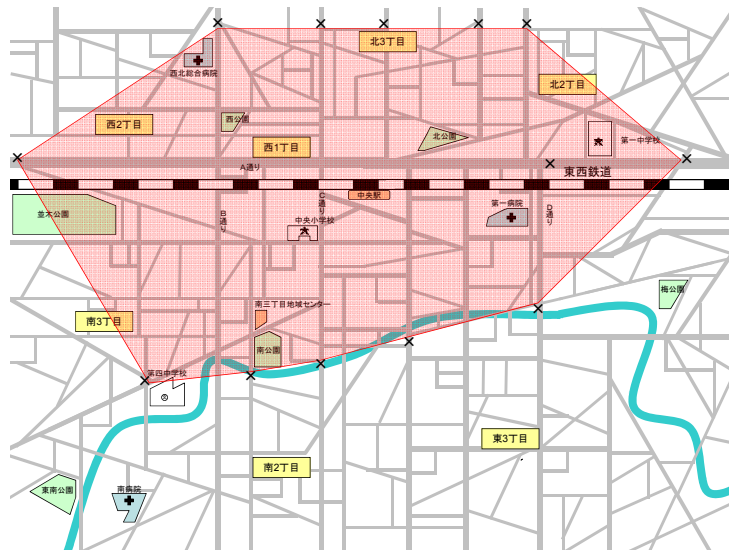 北3丁目
西北総合病院
北2丁目
西公園
西2丁目
北公園
第一中学校
西1丁目
A通り
東西鉄道
中央駅
C通り
第一病院
D通り
並木公園
B通り
中央小学校
梅公園
南三丁目地域センター
南3丁目
南公園
第四中学校
東3丁目
南2丁目
東南公園
南病院